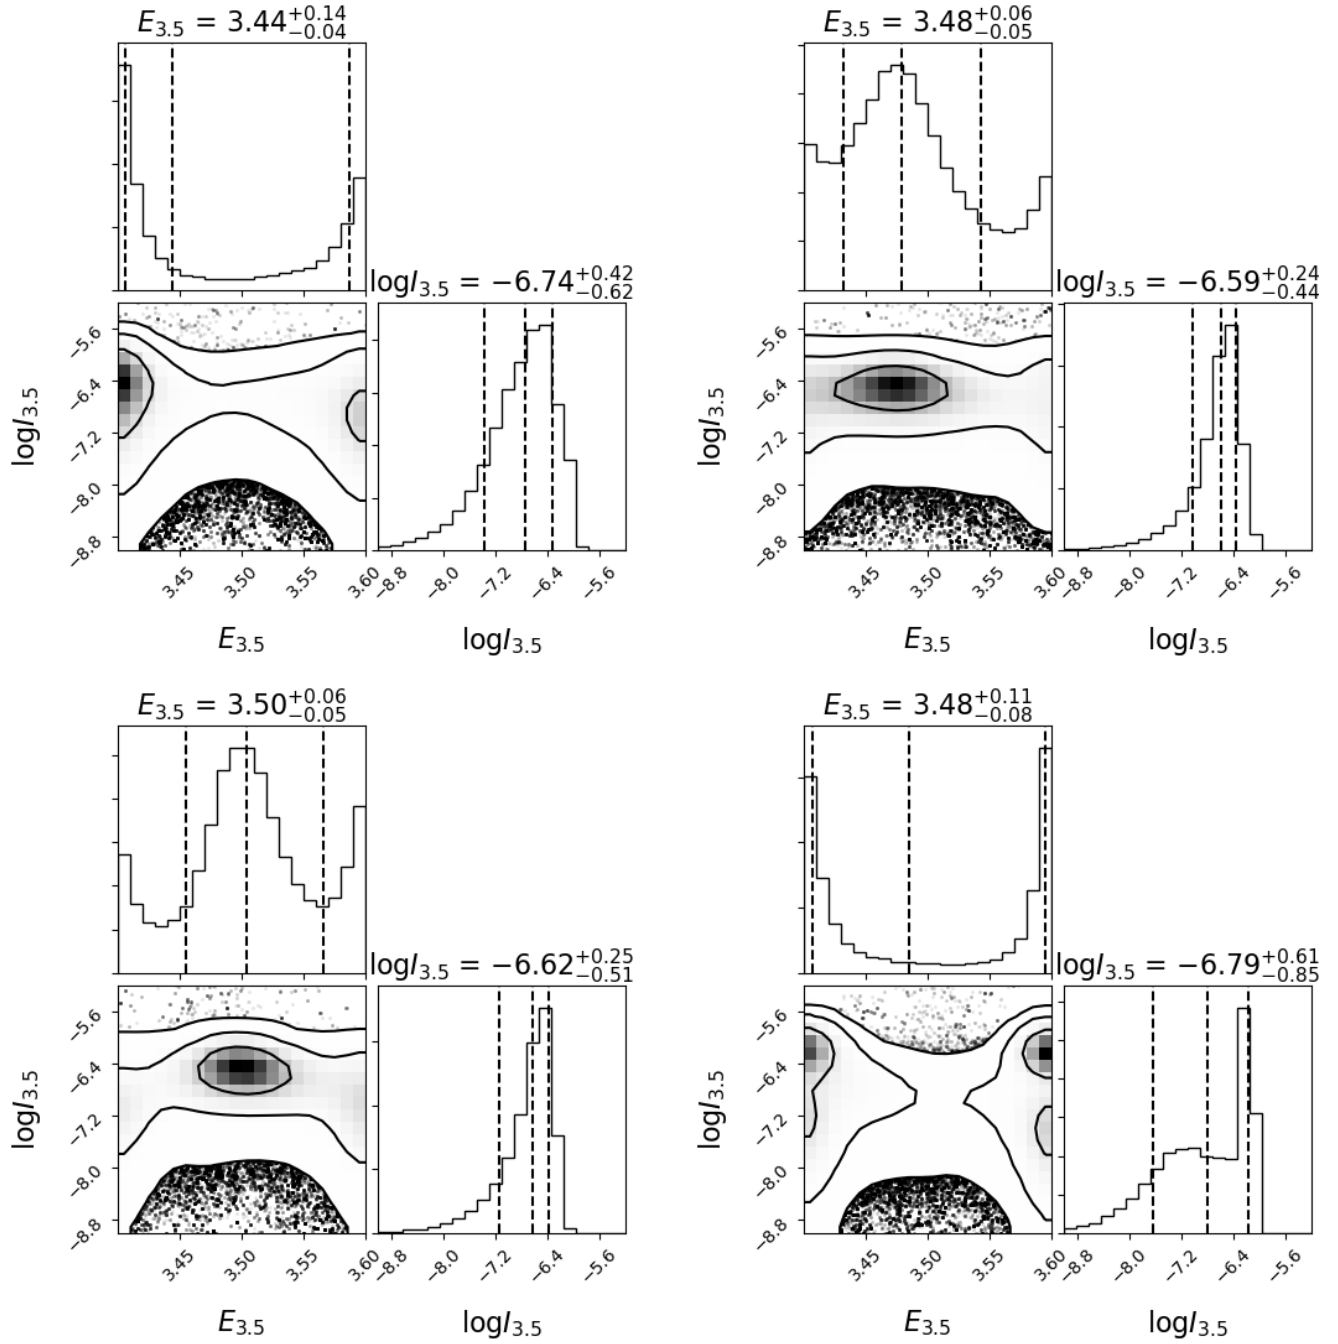 E3.5 = 3.44+0.14−0.04
E3.5 = 3.48+0.06−0.05
logI3.5 = −6.74+0.42−0.62
logI3.5 = −6.59+0.24−0.44
−5.6
−6.4
−7.2
−8.0
−8.8
logI3.5
3.45 3.50 3.55 3.60
E3.5
−8.8 −8.0 −7.2 −6.4 −5.6
logI3.5
−5.6
−6.4
−7.2
−8.0
−8.8
logI3.5
3.45 3.50 3.55 3.60
E3.5
−8.8 −8.0 −7.2 −6.4 −5.6
logI3.5
E3.5 = 3.50+0.06−0.05
E3.5 = 3.48+0.11−0.08
logI3.5 = −6.62+0.25−0.51
logI3.5 = −6.79+0.61−0.85
−5.6
−6.4
−7.2
−8.0
−8.8
logI3.5
3.45 3.50 3.55 3.60
E3.5
−8.8 −8.0 −7.2 −6.4 −5.6
logI3.5
−5.6
−6.4
−7.2
−8.0
−8.8
logI3.5
3.45 3.50 3.55 3.60
E3.5
−8.8 −8.0 −7.2 −6.4 −5.6
logI3.5